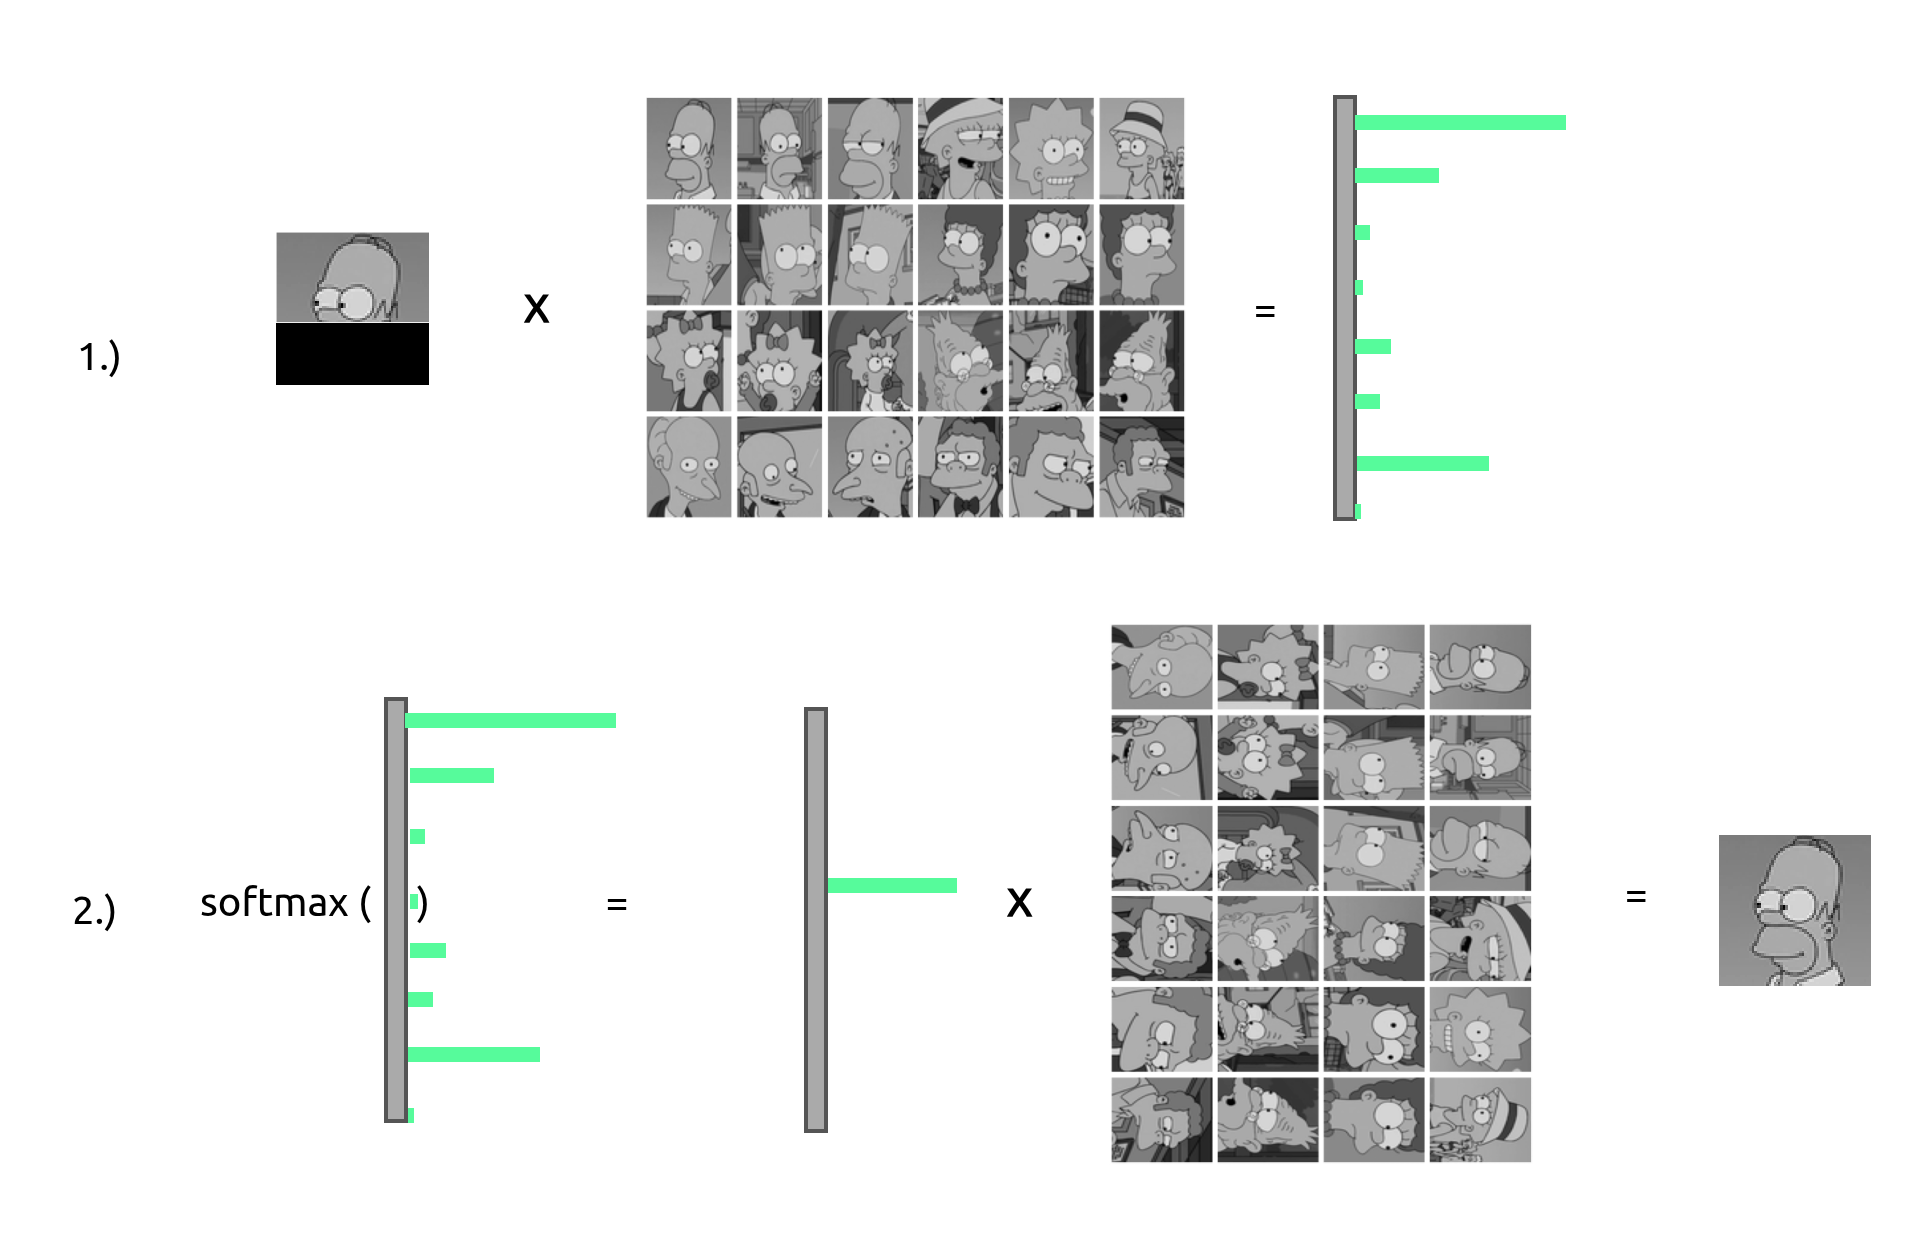 1.) x =
2.) softmax ( ) = x =